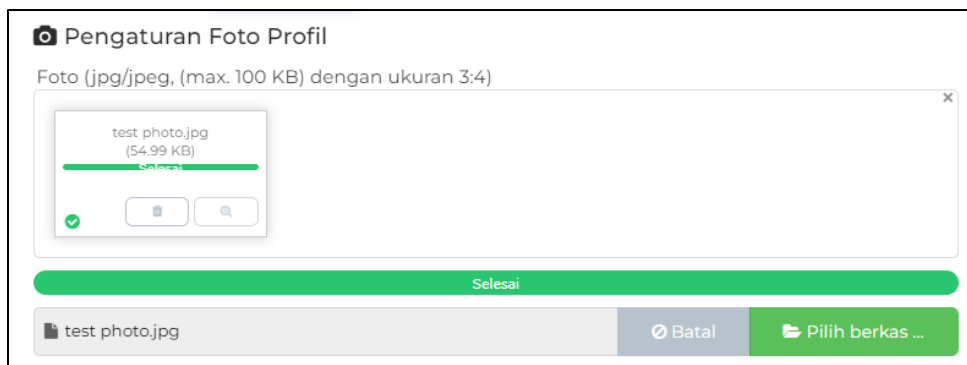 Pengaturan Foto Profil
Foto (jpg/jpeg, (max. 100 KB) dengan ukuran 3:4)
test photo.jpg
(54.99 KB)
Selesai
Selesai
test photo.jpg
Batal
Pilih berkas ...